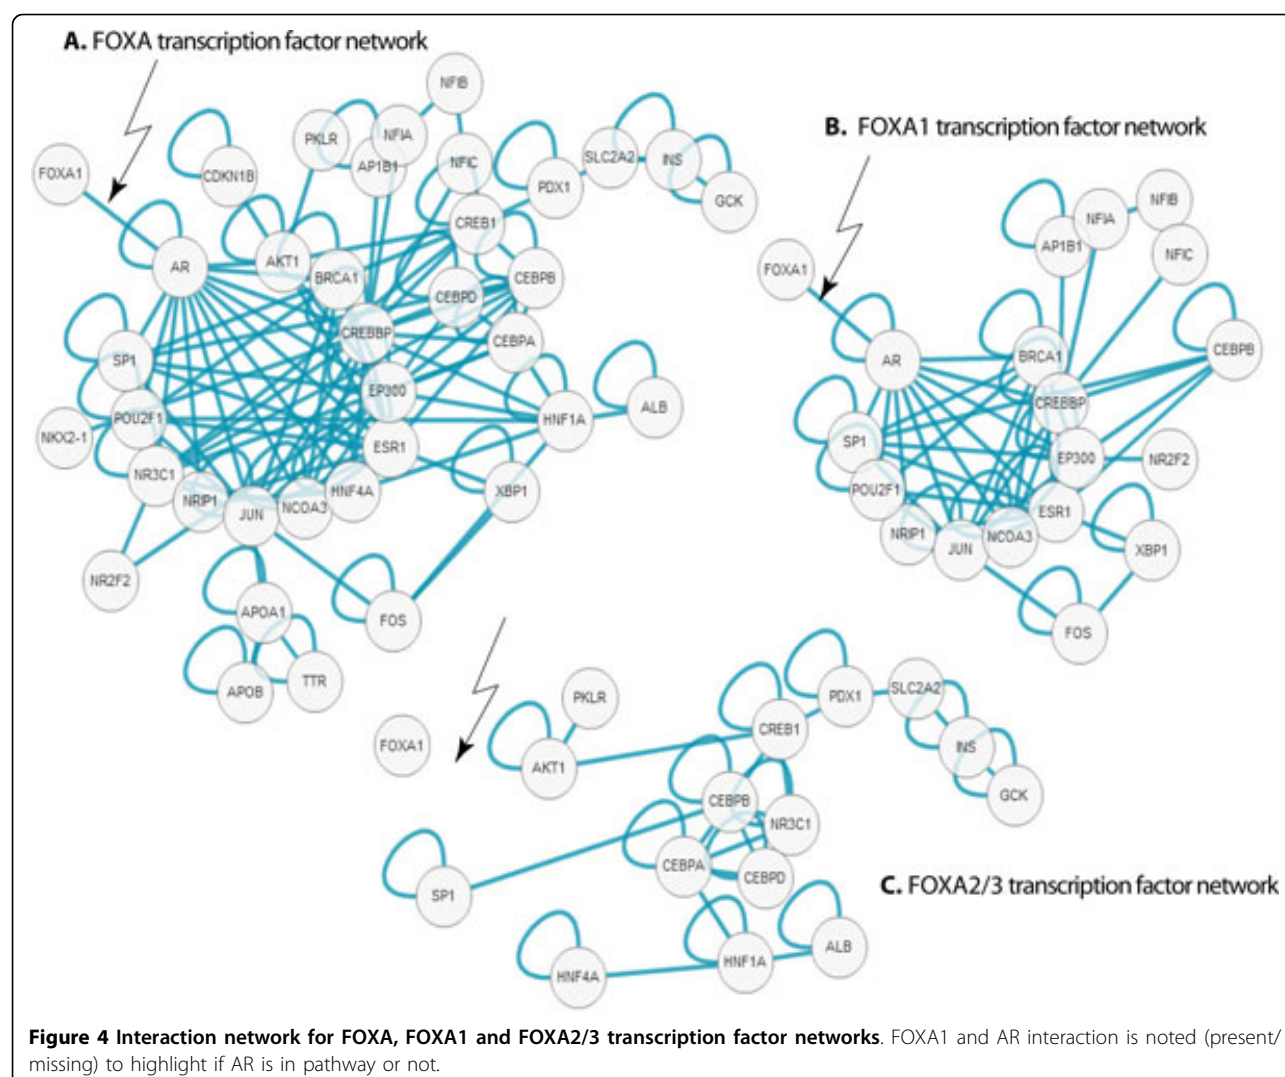 A. FOXA transcription factor network
NFIB
PKLR
NFIA
AP1B1
NFIC
SLC2A2
INS
GCK
PDX1
FOXA1
CDKN1B
CREB1
AR
AKT1
BRCA1
CEBPD
CEBPB
CREBBP
CEBPA
SP1
EP300
ALB
POU2F1
HNF1A
NKX2-1
ESR1
NR3C1
NRIP1
HNF4A
XBP1
JUN
NCOA3
NR2F2
APOA1
FOS
APOB
TTR
B. FOXA1 transcription factor network
NFIB
NFIA
AP1B1
NFIC
FOXA1
AR
BRCA1
CEBPB
CREBBP
SP1
EP300
NR2F2
POU2F1
ESR1
NRIP1
JUN
NCOA3
XBP1
FOS
FOXA1
PKLR
AKT1
CREB1
PDX1
SLC2A2
INS
GCK
CEBPB
NR3C1
CEBPA
CEBPD
SP1
C. FOXA2/3 transcription factor network
HNF4A
HNF1A
ALB
Figure 4 Interaction network for FOXA, FOXA1 and FOXA2/3 transcription factor networks. FOXA1 and AR interaction is noted (present/
missing) to highlight if AR is in pathway or not.